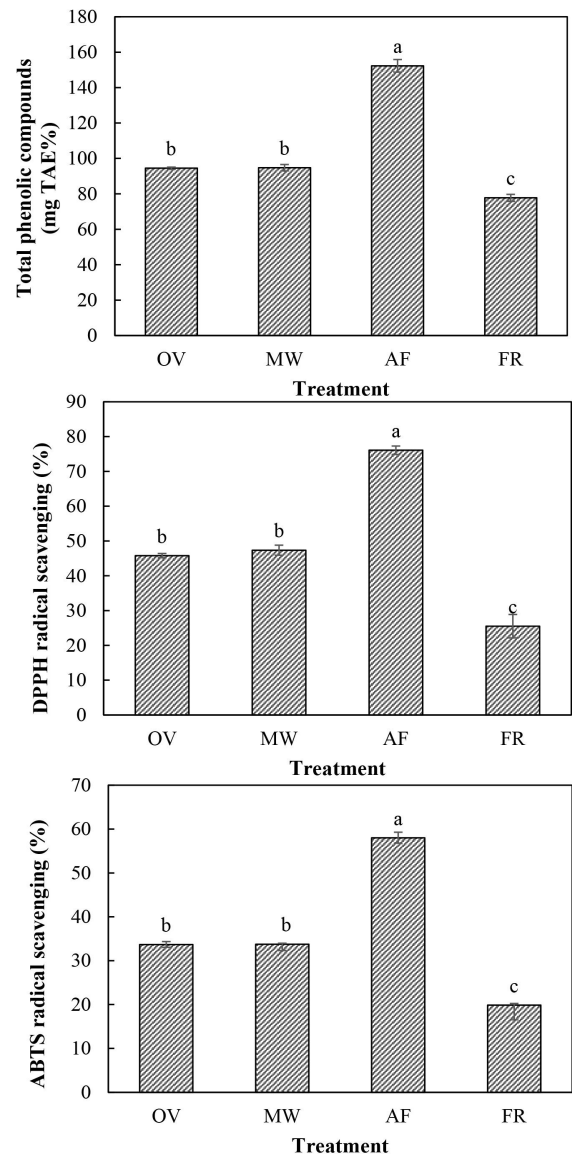 Total phenolic compounds
(mg TAE%)
180
160
140
120
100
80
60
40
20
0
b
b
a
c
OV MW AF FR
Treatment
DPPH radical scavenging (%)
90
80
70
60
50
40
30
20
10
0
b
b
a
c
OV MW AF FR
Treatment
ABTS radical scavenging (%)
70
60
50
40
30
20
10
0
b
b
a
c
OV MW AF FR
Treatment